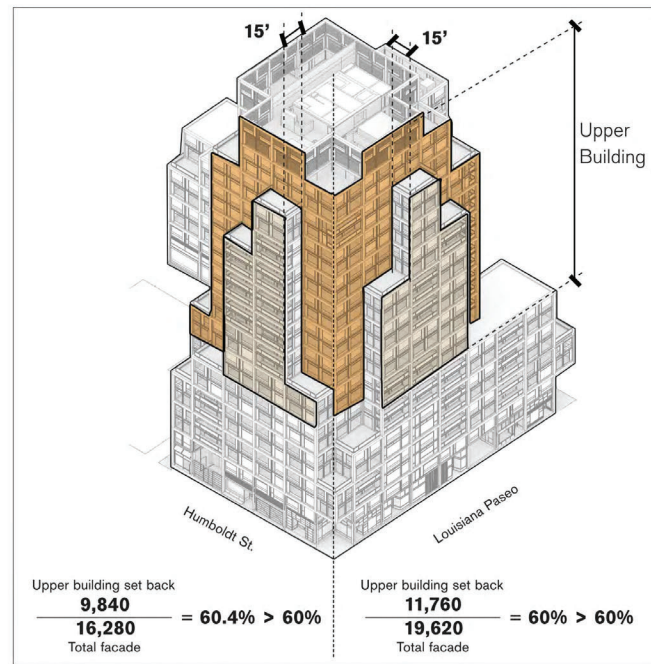 15’
15’
Upper
Building
Humboldt St.
Louisiana Paseo
Upper building set back
9,840
16,280
Total facade
= 60.4% > 60%
Upper building set back
11,760
19,620
Total facade
= 60% > 60%